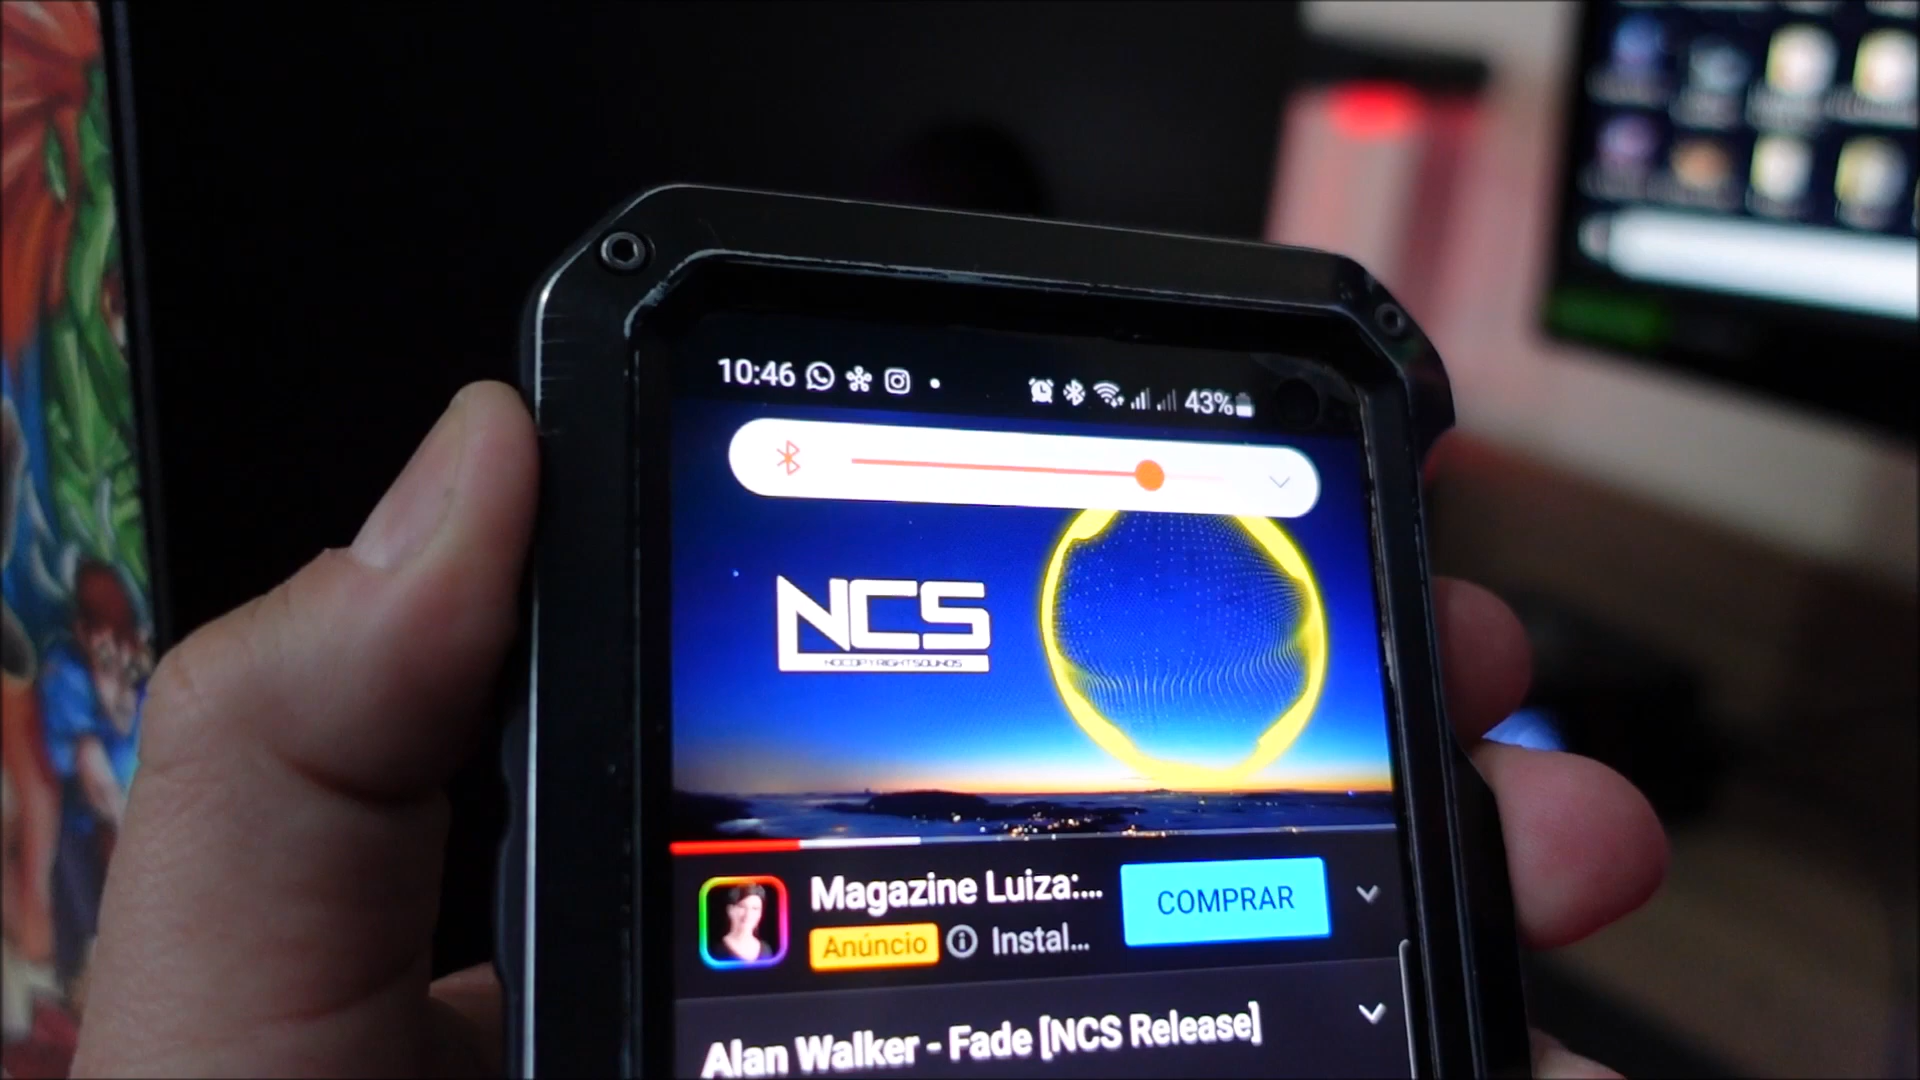 10:46 43%
NCS
NOCOPYRIGHTSOUNDS
Magazine Luiza:...
COMPRAR
Anúncio Instal...
Alan Walker - Fade [NCS Release]